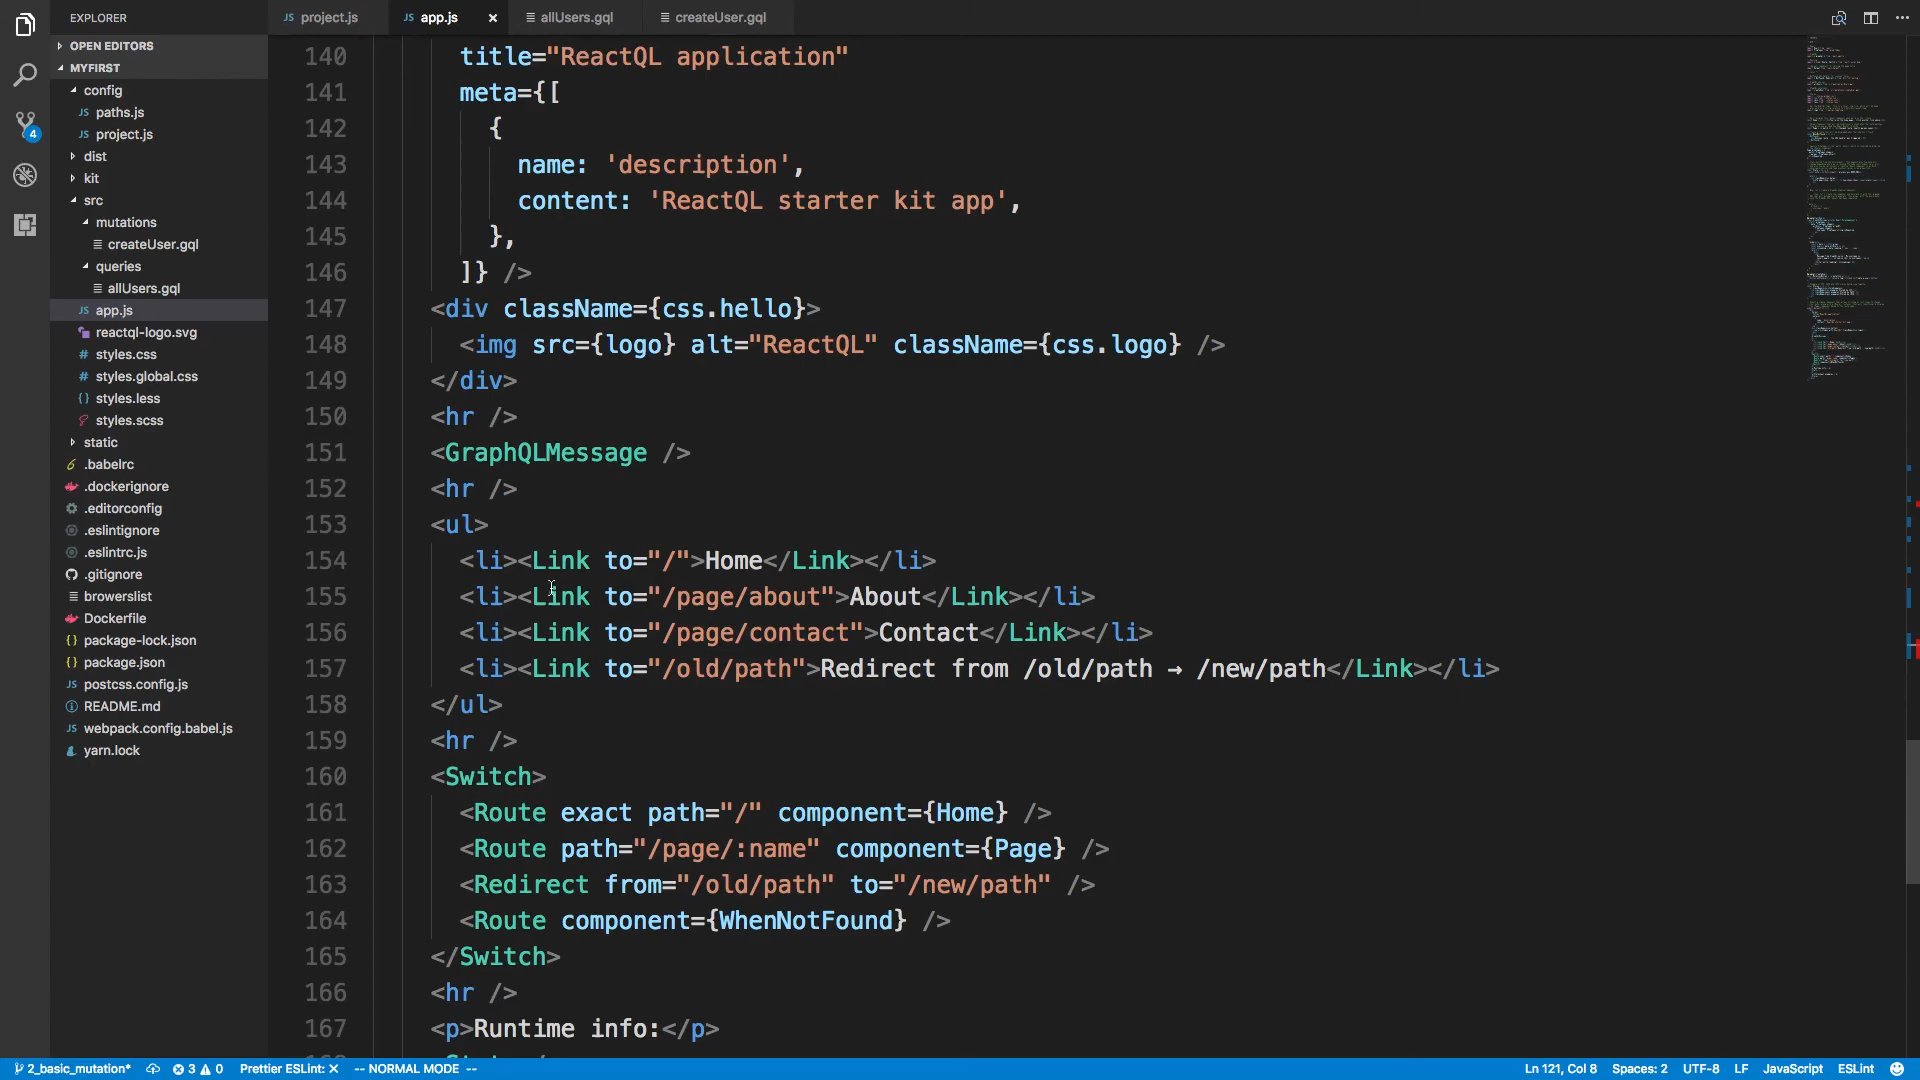 EXPLORER
project.js
app.js
allUsers.gql
createUser.gql
OPEN EDITORS
MYFIRST
config
paths.js
project.js
dist
kit
src
mutations
createUser.gql
queries
allUsers.gql
app.js
reactql-logo.svg
styles.css
styles.global.css
styles.less
styles.scss
static
.babelrc
.dockerignore
.editorconfig
.eslintignore
.eslintrc.js
.gitignore
browserslist
Dockerfile
package-lock.json
package.json
postcss.config.js
README.md
webpack.config.babel.js
yarn.lock
4
140 title="ReactQL application"
141 meta={[
142 {
143 name: 'description',
144 content: 'ReactQL starter kit app',
145 },
146 ]} />
147 <div className={css.hello}>
148 <img src={logo} alt="ReactQL" className={css.logo} />
149 </div>
150 <hr />
151 <GraphQLMessage />
152 <hr />
153 <ul>
154 <li><Link to="/">Home</Link></li>
155 <li><Link to="/page/about">About</Link></li>
156 <li><Link to="/page/contact">Contact</Link></li>
157 <li><Link to="/old/path">Redirect from /old/path → /new/path</Link></li>
158 </ul>
159 <hr />
160 <Switch>
161 <Route exact path="/" component={Home} />
162 <Route path="/page/:name" component={Page} />
163 <Redirect from="/old/path" to="/new/path" />
164 <Route component={WhenNotFound} />
165 </Switch>
166 <hr />
167 <p>Runtime info:</p>
2_basic_mutation* 3 0 Prettier ESLint: ✕ -- NORMAL MODE -- Ln 121, Col 8 Spaces: 2 UTF-8 LF JavaScript ESLint